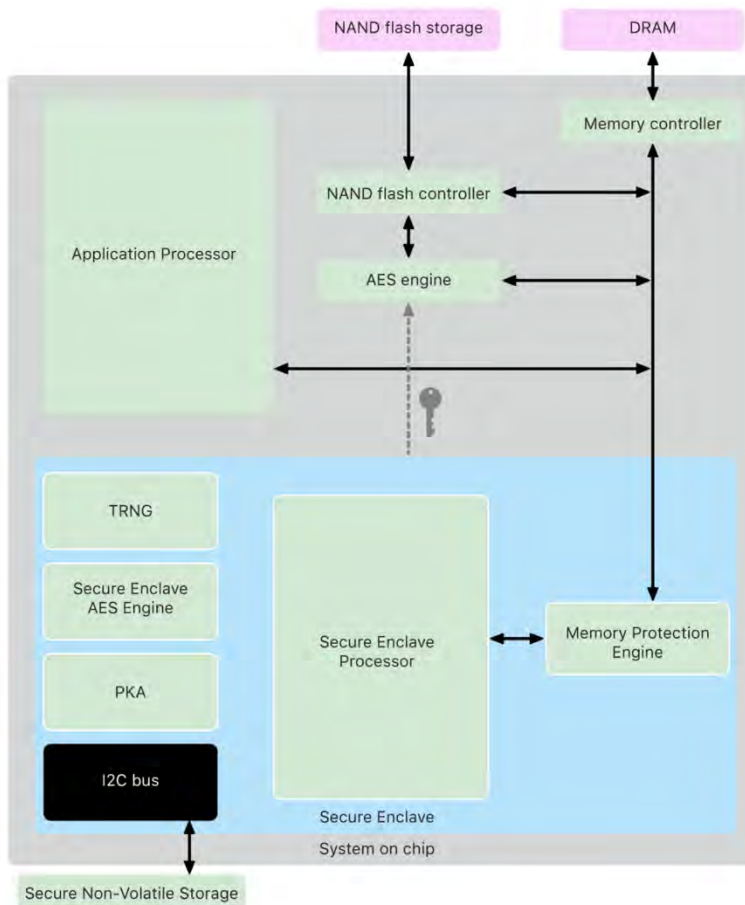 NAND flash storage
DRAM
Memory controller
NAND flash controller
Application Processor
AES engine
TRNG
Secure Enclave
AES Engine
Secure Enclave
Processor
Memory Protection
Engine
PKA
I2C bus
Secure Enclave
System on chip
Secure Non-Volatile Storage